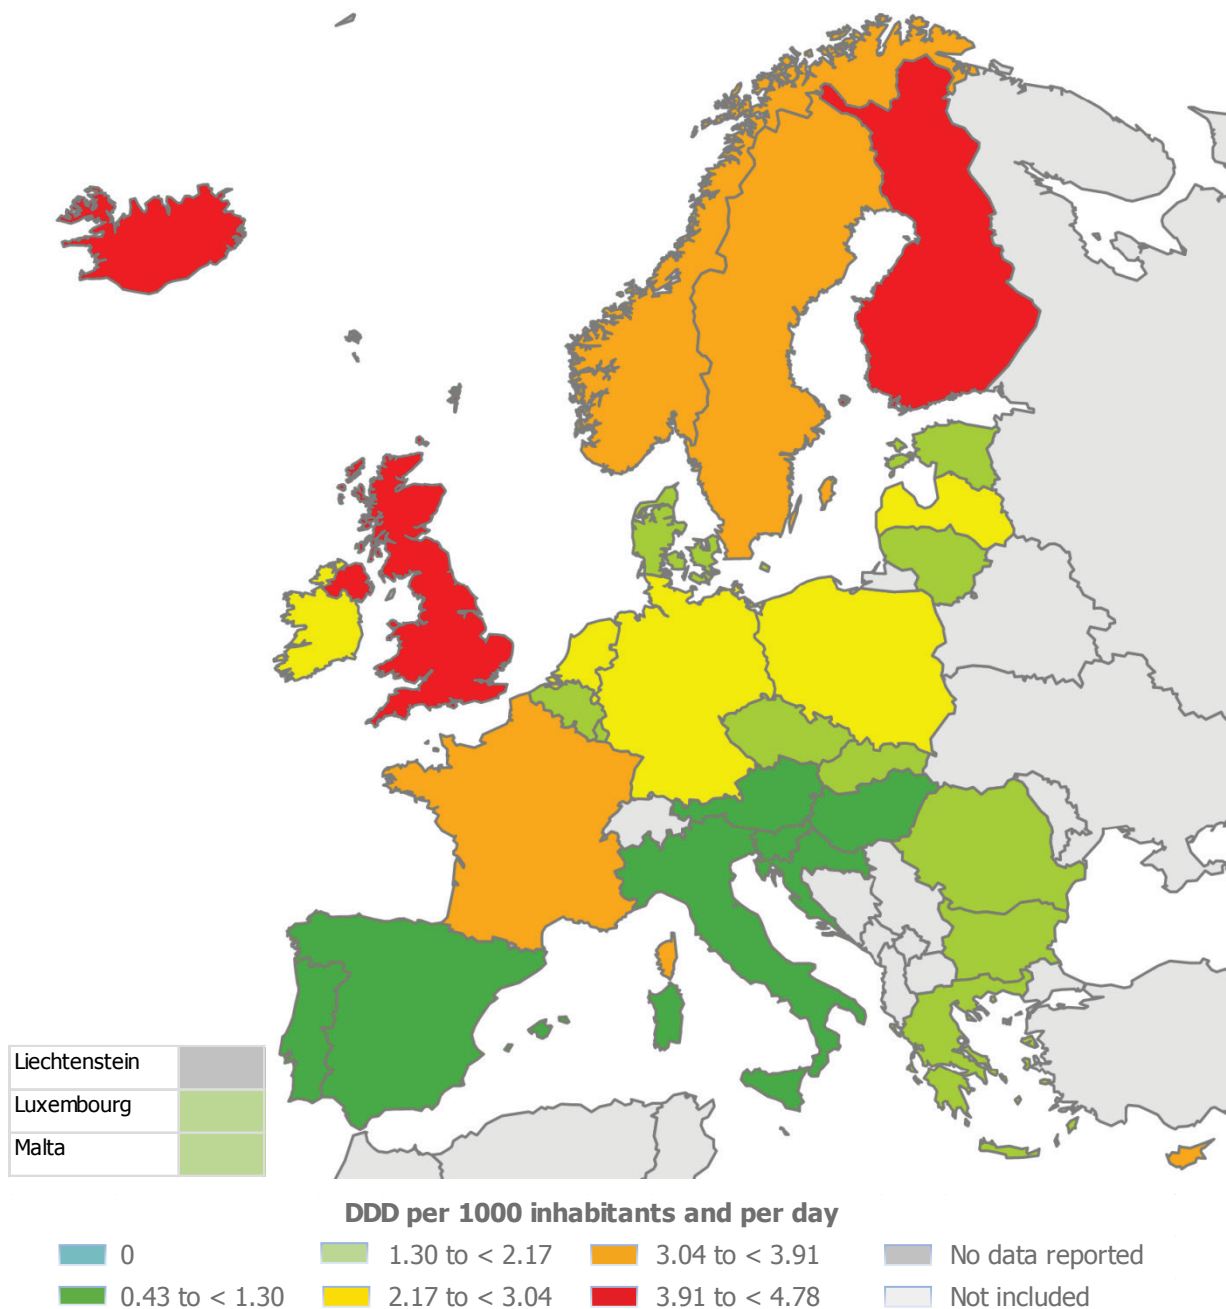 Liechtenstein
Luxembourg
Malta
DDD per 1000 inhabitants and per day
0 1.30 to < 2.17 3.04 to < 3.91 No data reported
0.43 to < 1.30 2.17 to < 3.04 3.91 to < 4.78 Not included